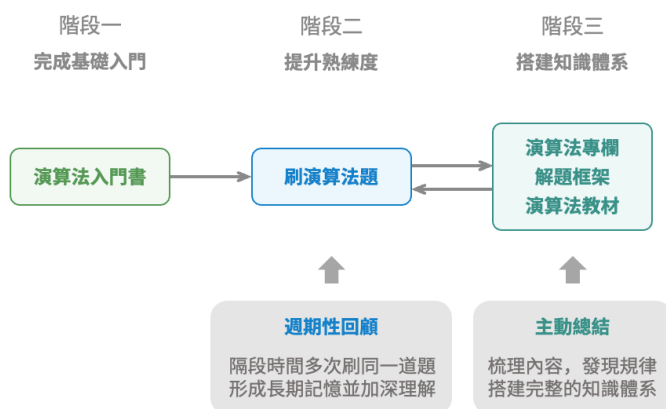 階段一
完成基礎入門
階段二
提升熟練度
階段三
搭建知識體系
演算法入門書
刷演算法題
演算法專欄
解題框架
演算法教材
週期性回顧
隔段時間多次刷同一道題
形成長期記憶並加深理解
主動總結
梳理內容，發現規律
搭建完整的知識體系